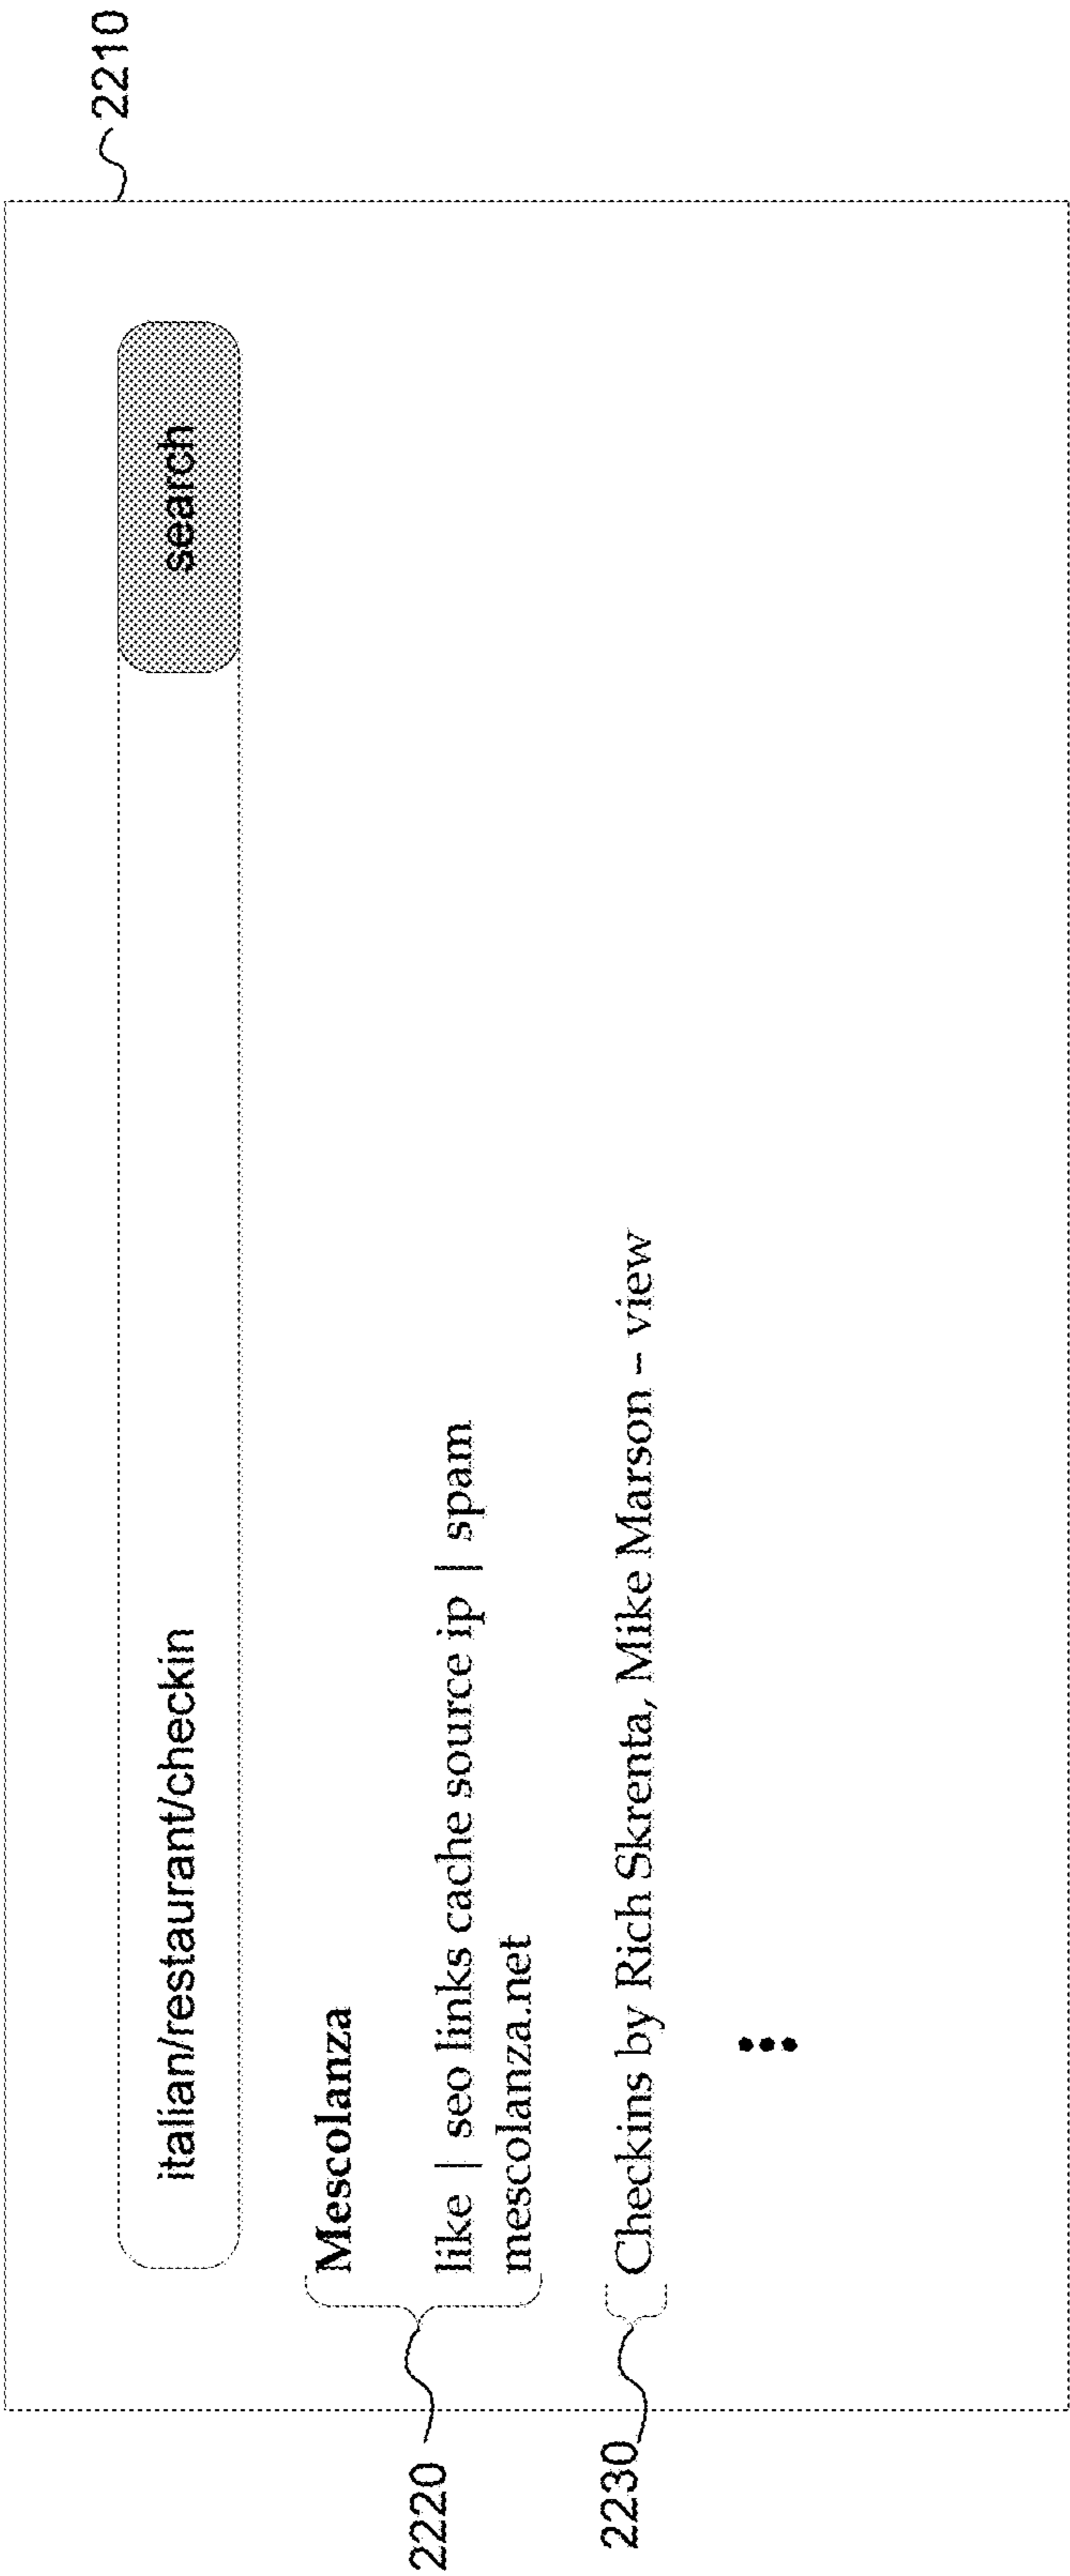 2210
italian/restaurant/checkin search
Mescolanza
like | seo links cache source ip | spam
mescolanza.net
2220
Checkins by Rich Skrenta, Mike Marson – view
2230